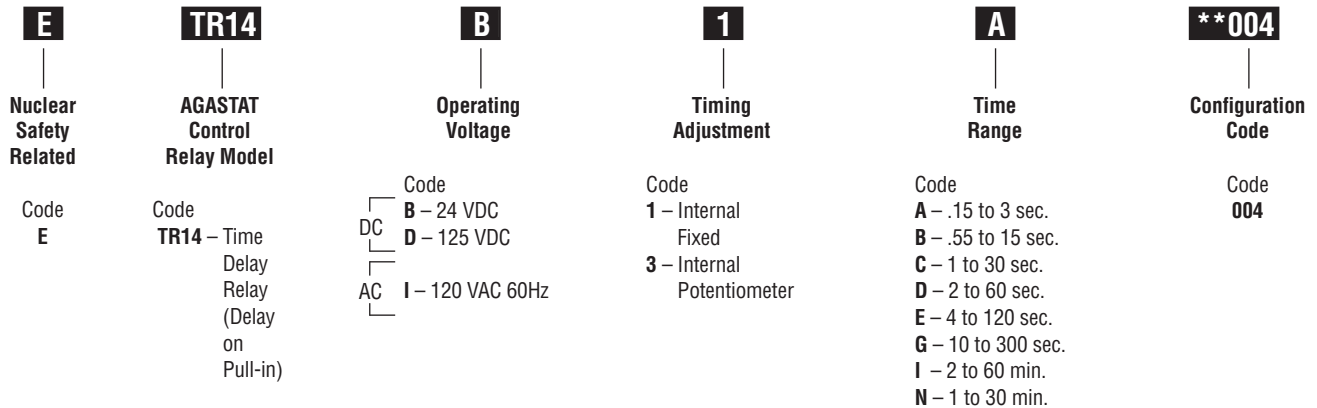 E TR14 B 1 A **004
Nuclear
Safety
Related
Code
E
AGASTAT
Control
Relay Model
Code
TR14 – Time
Delay
Relay
(Delay
on
Pull-in)
Operating
Voltage
Code
DC
B – 24 VDC
D – 125 VDC
AC
I – 120 VAC 60Hz
Timing
Adjustment
Code
1 – Internal
Fixed
3 – Internal
Potentiometer
Time
Range
Code
A – .15 to 3 sec.
B – .55 to 15 sec.
C – 1 to 30 sec.
D – 2 to 60 sec.
E – 4 to 120 sec.
G – 10 to 300 sec.
I – 2 to 60 min.
N – 1 to 30 min.
Configuration
Code
Code
004